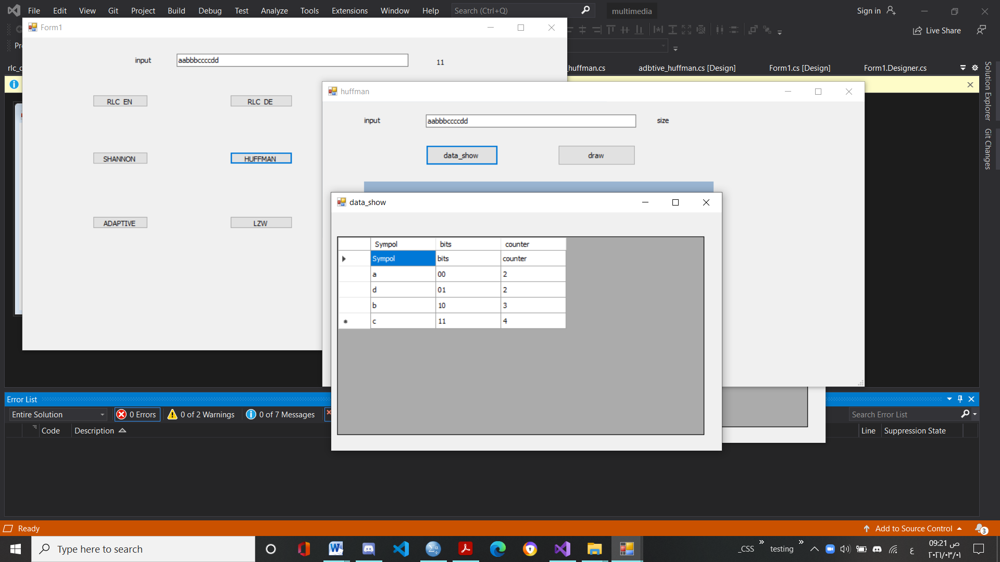 File Edit View Git Project Build Debug Test Analyze Tools Extensions Window Help Search (Ctrl+Q) multimedia Sign in
Form1
Live Share
input aabbbccccdd 11
rlc_ huffman.cs adbtive_huffman.cs [Design] Form1.cs [Design] Form1.Designer.cs
Solution Explorer
Git Changes
huffman
RLC_EN RLC_DE
input aabbbccccdd size
data_show draw
SHANNON HUFFMAN
ADAPTIVE LZW
data_show
Sympol bits counter
Sympol bits counter
a 00 2
d 01 2
b 10 3
c 11 4
Error List
Entire Solution 0 Errors 0 of 2 Warnings 0 of 7 Messages Search Error List
Code Description Line Suppression State
Ready Add to Source Control 3
Type here to search _CSS testing ع
09:21 ص
٢٠٢١/٠٣/٠١